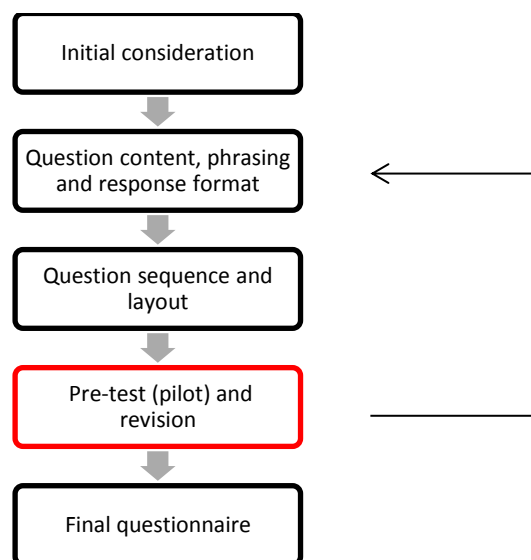 Initial consideration
Question content, phrasing
and response format
Question sequence and
layout
Pre-test (pilot) and
revision
Final questionnaire